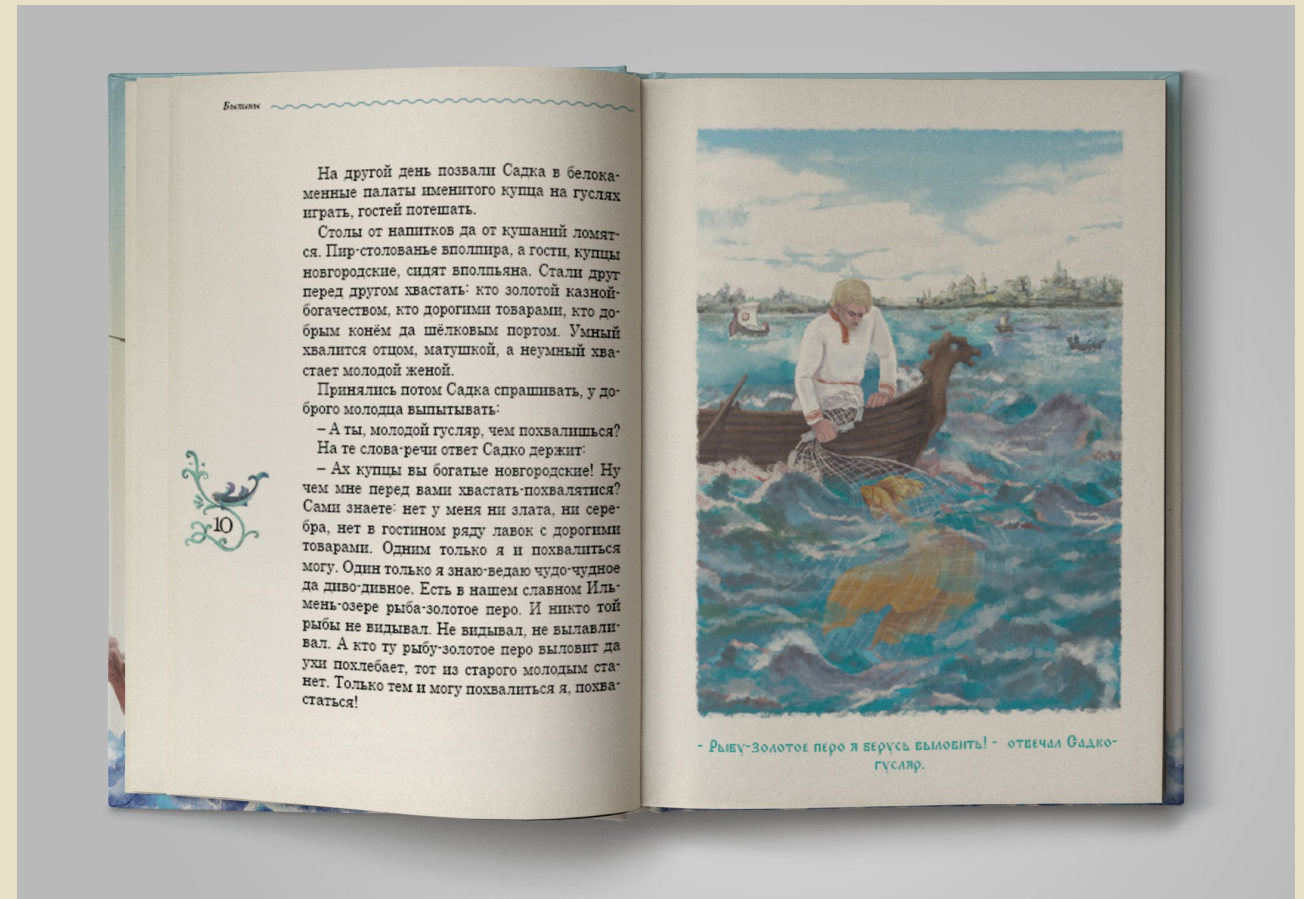 Былины
На другой день позвали Садка в белока-
менные палаты именитого купца на гуслях
играть, гостей потешать.
Столы от напитков да от кушаний ломят-
ся. Пир-столованье вполпира, а гости, купцы
новгородские, сидят вполпьяна. Стали друг
перед другом хвастать: кто золотой казной-
богачеством, кто дорогими товарами, кто до-
брым конём да шёлковым портом. Умный
хвалится отцом, матушкой, а неумный хва-
стает молодой женой.
Принялись потом Садка спрашивать, у до-
брого молодца выпытывать:
– А ты, молодой гусляр, чем похвалишься?
На те слова-речи ответ Садко держит:
– Ах купцы вы богатые новгородские! Ну
чем мне перед вами хвастать-похвалятися?
Сами знаете: нет у меня ни злата, ни сере-
бра, нет в гостином ряду лавок с дорогими
товарами. Одним только я и похвалиться
могу. Один только я знаю-ведаю чудо-чудное
да диво-дивное. Есть в нашем славном Иль-
мень-озере рыба-золотое перо. И никто той
рыбы не видывал. Не видывал, не вылавли-
вал. А кто ту рыбу-золотое перо выловит да
ухи похлебает, тот из старого молодым ста-
нет. Только тем и могу похвалиться я, похва-
статься!
10
- Рыбу-золотое перо я берусь выловить! - отвечал Садко-
гусляр.